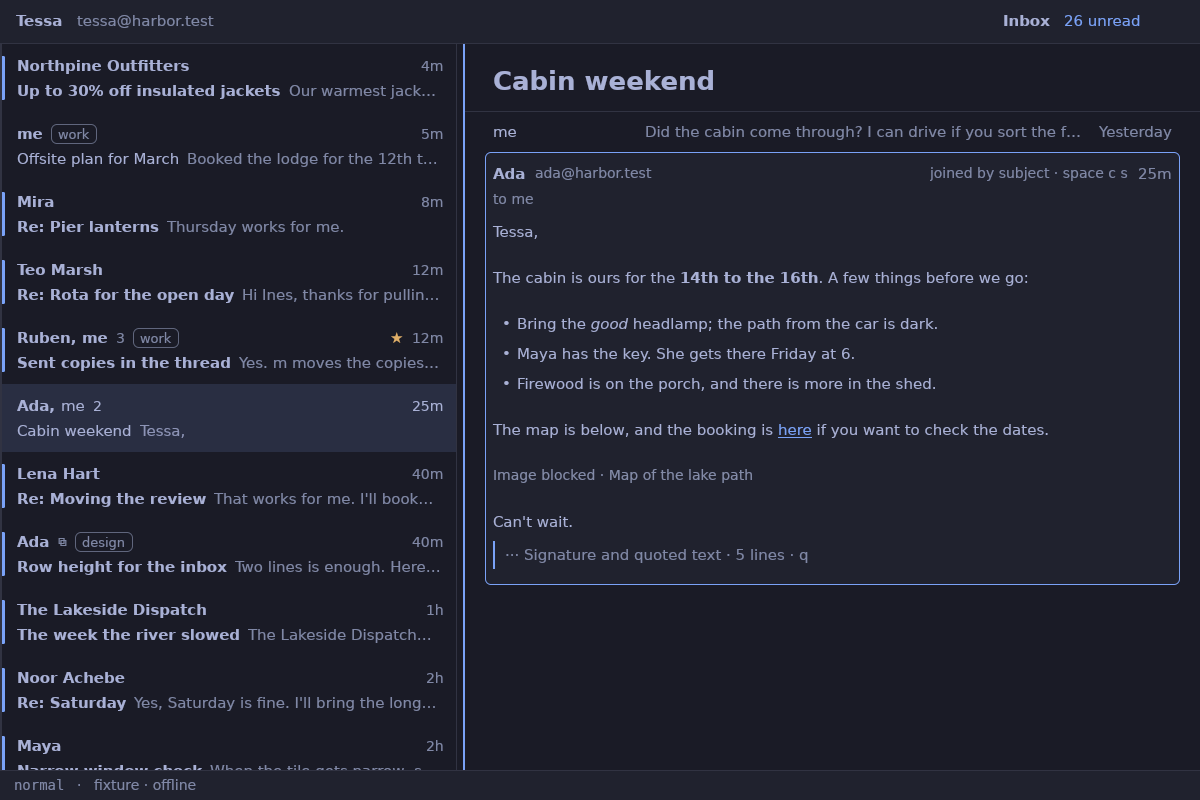 Tessa tessa@harbor.test
Inbox 26 unread
Northpine Outfitters 4m
Up to 30% off insulated jackets Our warmest jack…
me work 5m
Offsite plan for March Booked the lodge for the 12th t…
Mira 8m
Re: Pier lanterns Thursday works for me.
Teo Marsh 12m
Re: Rota for the open day Hi Ines, thanks for pullin…
Ruben, me 3 work ★ 12m
Sent copies in the thread Yes. m moves the copies…
Ada, me 2 25m
Cabin weekend Tessa,
Lena Hart 40m
Re: Moving the review That works for me. I'll book…
Ada design 40m
Row height for the inbox Two lines is enough. Here…
The Lakeside Dispatch 1h
The week the river slowed The Lakeside Dispatch…
Noor Achebe 2h
Re: Saturday Yes, Saturday is fine. I'll bring the long…
Maya 2h
Narrow window check When the tile gets narrow, s…
Cabin weekend
me Did the cabin come through? I can drive if you sort the f… Yesterday
Ada ada@harbor.test joined by subject · space c s 25m
to me
Tessa,
The cabin is ours for the 14th to the 16th. A few things before we go:
• Bring the good headlamp; the path from the car is dark.
• Maya has the key. She gets there Friday at 6.
• Firewood is on the porch, and there is more in the shed.
The map is below, and the booking is here if you want to check the dates.
Image blocked · Map of the lake path
Can't wait.
··· Signature and quoted text · 5 lines · q
normal · fixture · offline